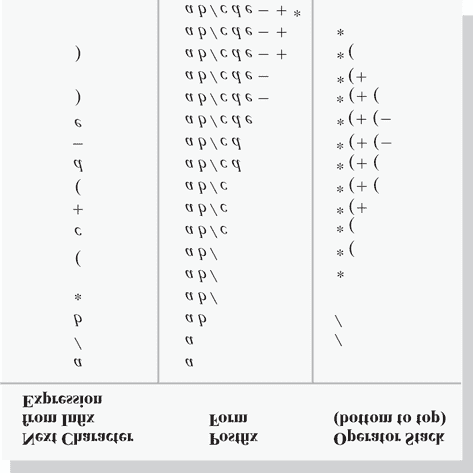 Next Character Postfix Operator Stack
from Infix Form (bottom to top)
Expression
a a
/ a /
b a b /
* a b /
a b / *
( a b / * (
c a b / c * (
+ a b / c * ( +
( a b / c * ( + (
d a b / c d * ( + (
– a b / c d * ( + ( –
e a b / c d e * ( + ( –
) a b / c d e – * ( + (
a b / c d e – * ( +
) a b / c d e – + * (
a b / c d e – + *
a b / c d e – + *